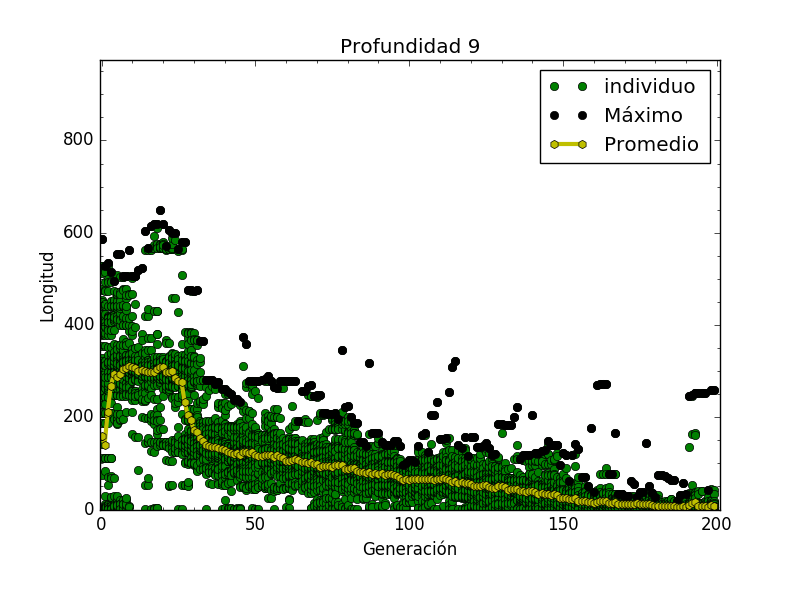 Profundidad 9
individuo
Máximo
Promedio
Longitud
800
600
400
200
0
0 50 100 150 200
Generación